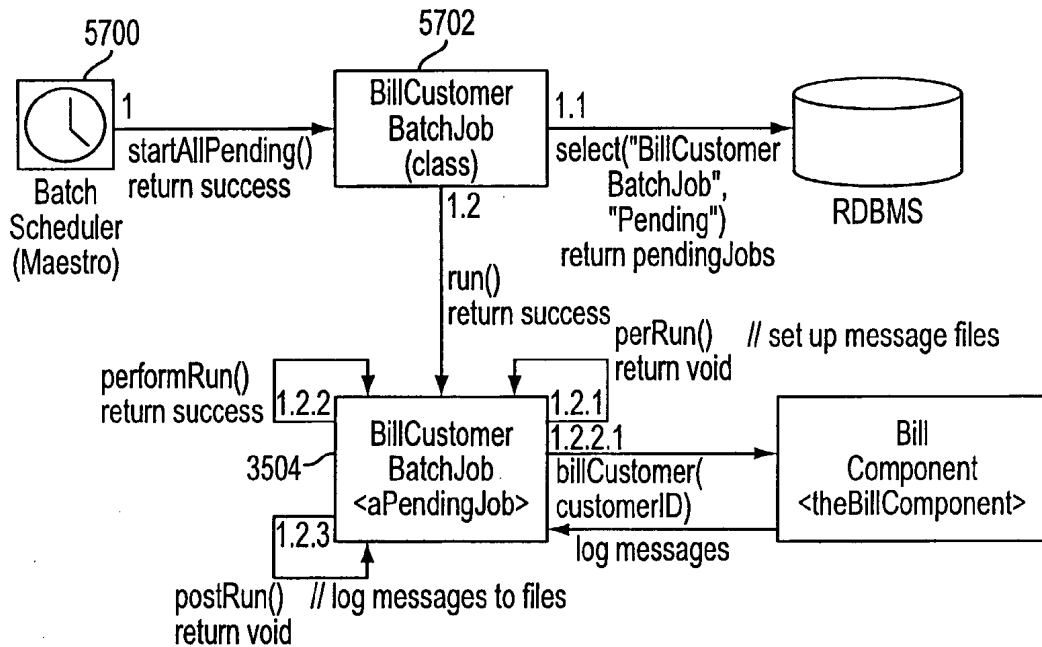 5700
5702
1
startAllPending()
return success
Batch
Scheduler
(Maestro)
BillCustomer
BatchJob
(class)
1.1
select("BillCustomer
BatchJob",
"Pending")
return pendingJobs
RDBMS
1.2
run()
return success
perRun() // set up message files
return void
performRun()
return success
1.2.2
1.2.1
3504
BillCustomer
BatchJob
<aPendingJob>
1.2.2.1
billCustomer(
customerID)
log messages
Bill
Component
<theBillComponent>
1.2.3
postRun() // log messages to files
return void